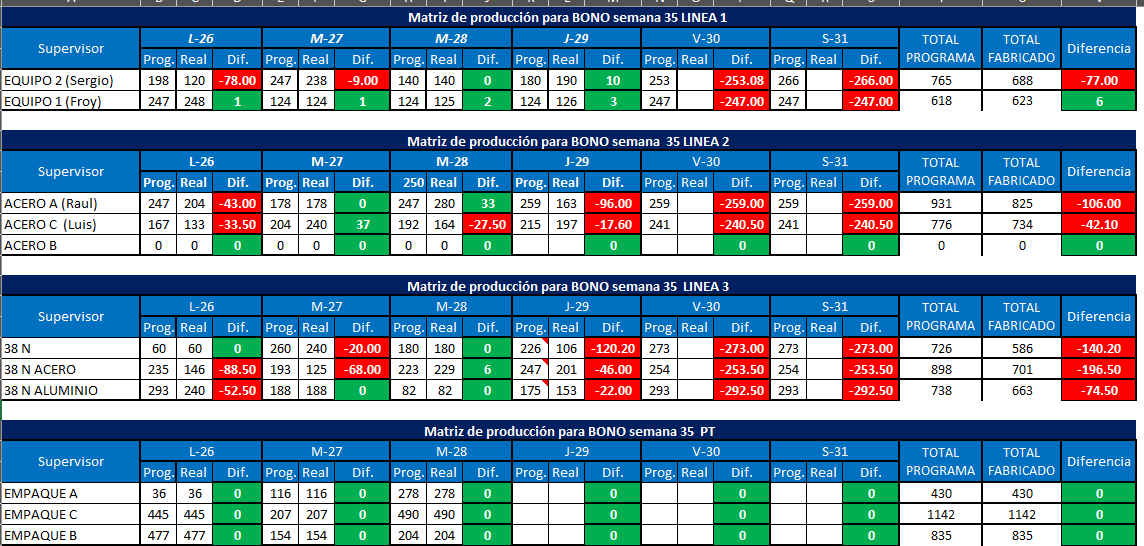 Matriz de producción para BONO semana 35 LINEA 1
Supervisor L-26 M-27 M-28 J-29 V-30 S-31 TOTAL PROGRAMA TOTAL FABRICADO Diferencia
Prog. Real Dif. Prog. Real Dif. Prog. Real Dif. Prog. Real Dif. Prog. Real Dif. Prog. Real Dif.
EQUIPO 2 (Sergio) 198 120 -78.00 247 238 -9.00 140 140 0 180 190 10 253 -253.08 266 -266.00 765 688 -77.00
EQUIPO 1 (Froy) 247 248 1 124 124 1 124 125 2 124 126 3 247 -247.00 247 -247.00 618 623 6
Matriz de producción para BONO semana 35 LINEA 2
Supervisor L-26 M-27 M-28 J-29 V-30 S-31 TOTAL PROGRAMA TOTAL FABRICADO Diferencia
Prog. Real Dif. Prog. Real Dif. 250 Real Dif. Prog. Real Dif. Prog. Real Dif. Prog. Real Dif.
ACERO A (Raul) 247 204 -43.00 178 178 0 247 280 33 259 163 -96.00 259 -259.00 259 -259.00 931 825 -106.00
ACERO C (Luis) 167 133 -33.50 204 240 37 192 164 -27.50 215 197 -17.60 241 -240.50 241 -240.50 776 734 -42.10
ACERO B 0 0 0 0 0 0 0 0 0 0 0 0 0 0 0
Matriz de producción para BONO semana 35 LINEA 3
Supervisor L-26 M-27 M-28 J-29 V-30 S-31 TOTAL PROGRAMA TOTAL FABRICADO Diferencia
Prog. Real Dif. Prog. Real Dif. Prog. Real Dif. Prog. Real Dif. Prog. Real Dif. Prog. Real Dif.
38 N 60 60 0 260 240 -20.00 180 180 0 226 106 -120.20 273 -273.00 273 -273.00 726 586 -140.20
38 N ACERO 235 146 -88.50 193 125 -68.00 223 229 6 247 201 -46.00 254 -253.50 254 -253.50 898 701 -196.50
38 N ALUMINIO 293 240 -52.50 188 188 0 82 82 0 175 153 -22.00 293 -292.50 293 -292.50 738 663 -74.50
Matriz de producción para BONO semana 35 PT
Supervisor L-26 M-27 M-28 J-29 V-30 S-31 TOTAL PROGRAMA TOTAL FABRICADO Diferencia
Prog. Real Dif. Prog. Real Dif. Prog. Real Dif. Prog. Real Dif. Prog. Real Dif. Prog. Real Dif.
EMPAQUE A 36 36 0 116 116 0 278 278 0 0 0 0 430 430 0
EMPAQUE C 445 445 0 207 207 0 490 490 0 0 0 0 1142 1142 0
EMPAQUE B 477 477 0 154 154 0 204 204 0 0 0 0 835 835 0